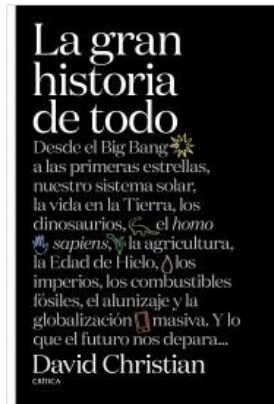 La gran
historia
de todo
Desde el Big Bang
a las primeras estrellas,
nuestro sistema solar,
la vida en la Tierra, los
dinosaurios, el homo
sapiens, la agricultura,
la Edad de Hielo, los
imperios, los combustibles
fósiles, el alunizaje y la
globalización masiva. Y lo
que el futuro nos depara...
David Christian
CRÍTICA